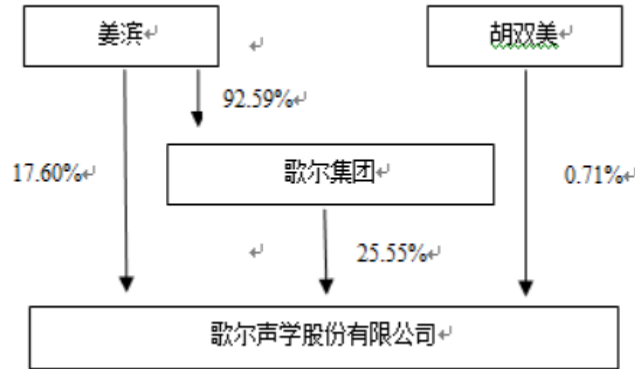 姜滨
胡双美
92.59%
17.60%
歌尔集团
0.71%
25.55%
歌尔声学股份有限公司